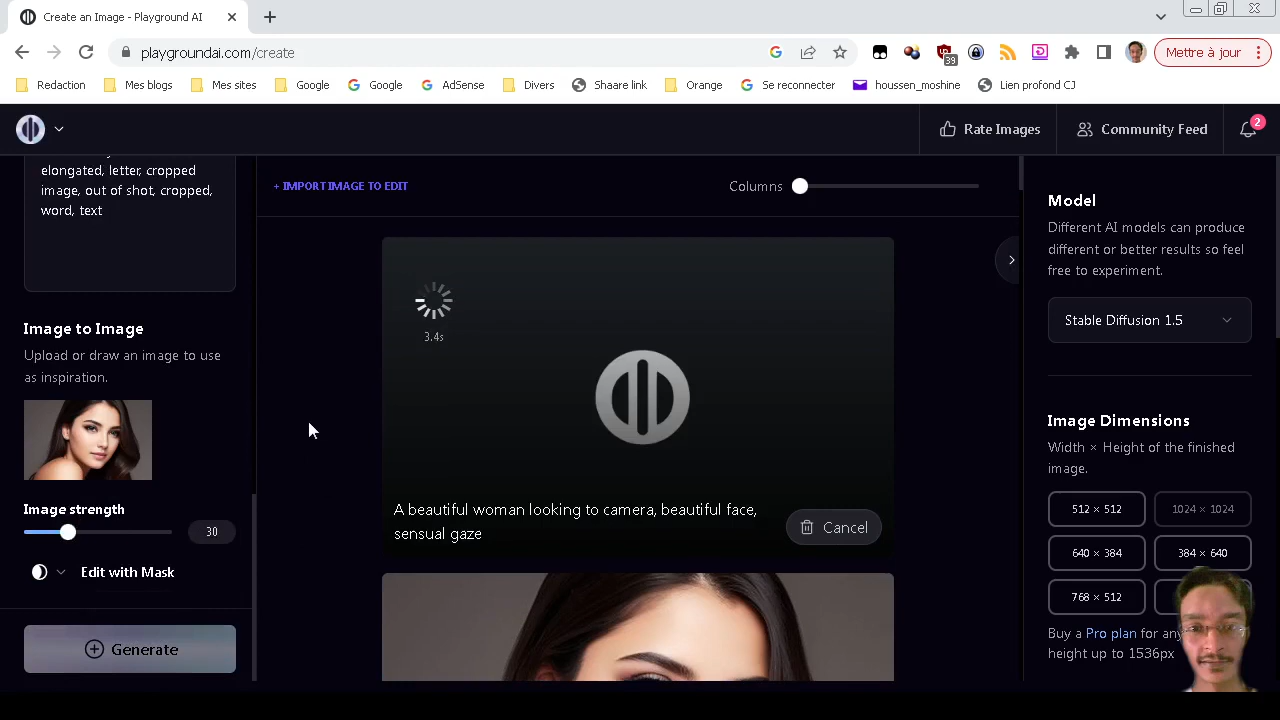 Create an Image - Playground AI
playgroundai.com/create
39
Mettre à jour
Redaction
Mes blogs
Mes sites
Google
Google
AdSense
Divers
Shaare link
Orange
Se reconnecter
houssen_moshine
Lien profond CJ
Rate Images
Community Feed
2
elongated, letter, cropped
image, out of shot, cropped,
word, text
Image to Image
Upload or draw an image to use
as inspiration.
Image strength
30
Edit with Mask
Generate
+ IMPORT IMAGE TO EDIT
Columns
3.4s
A beautiful woman looking to camera, beautiful face,
sensual gaze
Cancel
Model
Different AI models can produce
different or better results so feel
free to experiment.
Stable Diffusion 1.5
Image Dimensions
Width × Height of the finished
image.
512 × 512
1024 × 1024
640 × 384
384 × 640
768 × 512
Buy a Pro plan for any
height up to 1536px